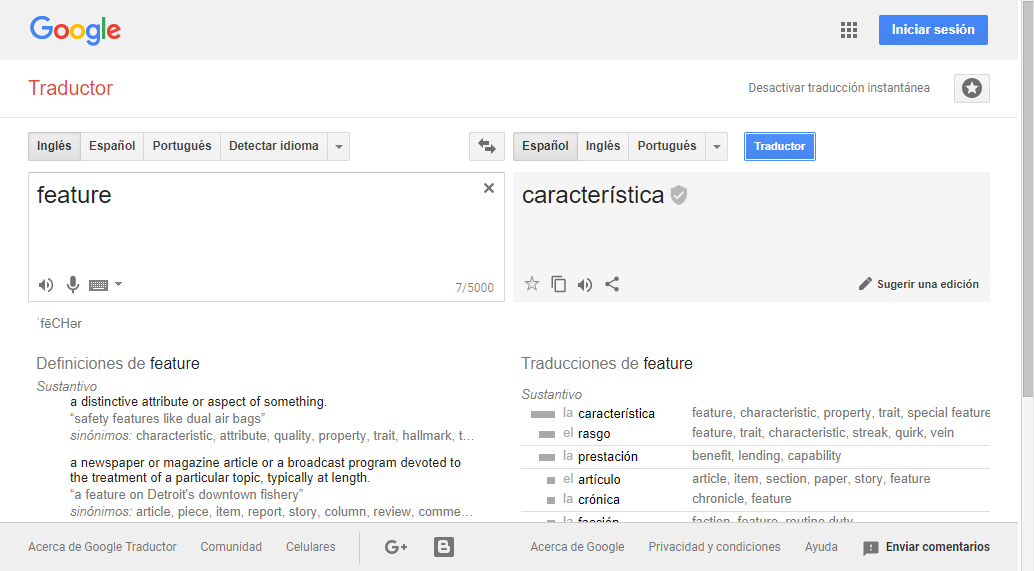 Google
Iniciar sesión
Traductor
Desactivar traducción instantánea
Inglés Español Portugués Detectar idioma
Español Inglés Portugués Traductor
feature
característica
7/5000
Sugerir una edición
ˈfēCHər
Definiciones de feature
Sustantivo
a distinctive attribute or aspect of something.
“safety features like dual air bags”
sinónimos: characteristic, attribute, quality, property, trait, hallmark, t…
a newspaper or magazine article or a broadcast program devoted to
the treatment of a particular topic, typically at length.
“a feature on Detroit's downtown fishery”
sinónimos: article, piece, item, report, story, column, review, comme…
Traducciones de feature
Sustantivo
la característica feature, characteristic, property, trait, special feature
el rasgo feature, trait, characteristic, streak, quirk, vein
la prestación benefit, lending, capability
el artículo article, item, section, paper, story, feature
la crónica chronicle, feature
la facción faction, feature, routine duty
Acerca de Google Traductor Comunidad Celulares G+ B
Acerca de Google Privacidad y condiciones Ayuda Enviar comentarios